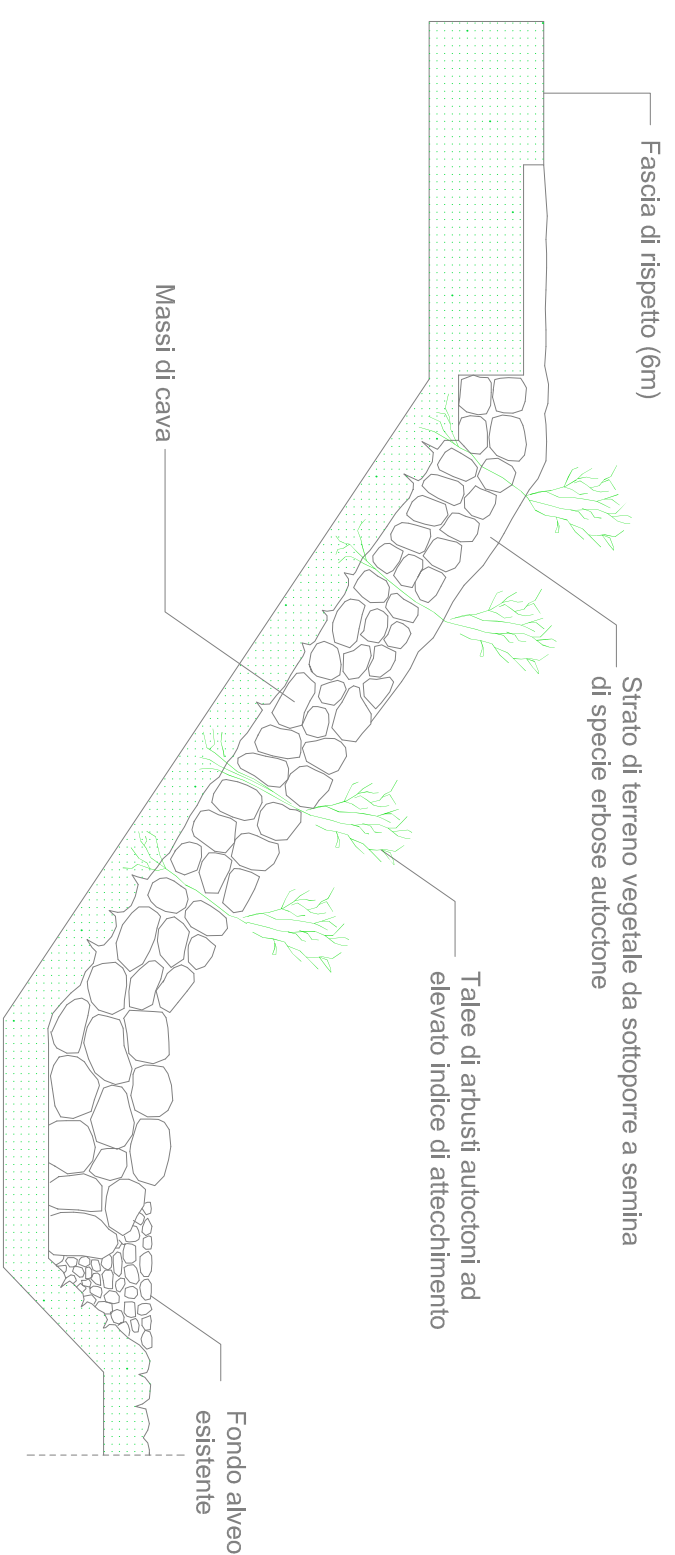 Fascia di rispetto (6m)
Strato di terreno vegetale da sottoporre a semina
di specie erbose autoctone
Massi di cava
Talee di arbusti autoctoni ad
elevato indice di attecchimento
Fondo alveo
esistente